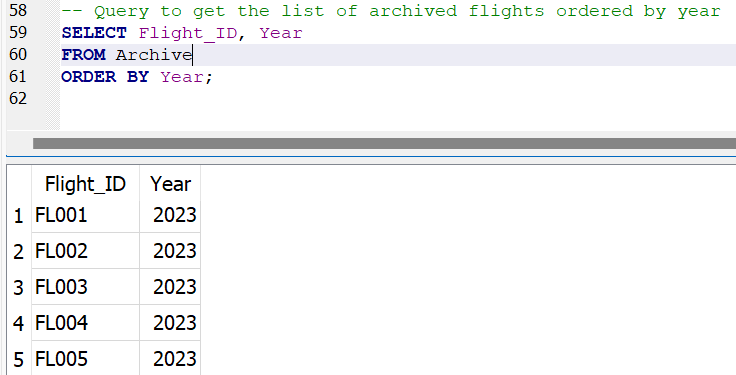 58 -- Query to get the list of archived flights ordered by year
59 SELECT Flight_ID, Year
60 FROM Archive
61 ORDER BY Year;
62
Flight_ID Year
1 FL001 2023
2 FL002 2023
3 FL003 2023
4 FL004 2023
5 FL005 2023